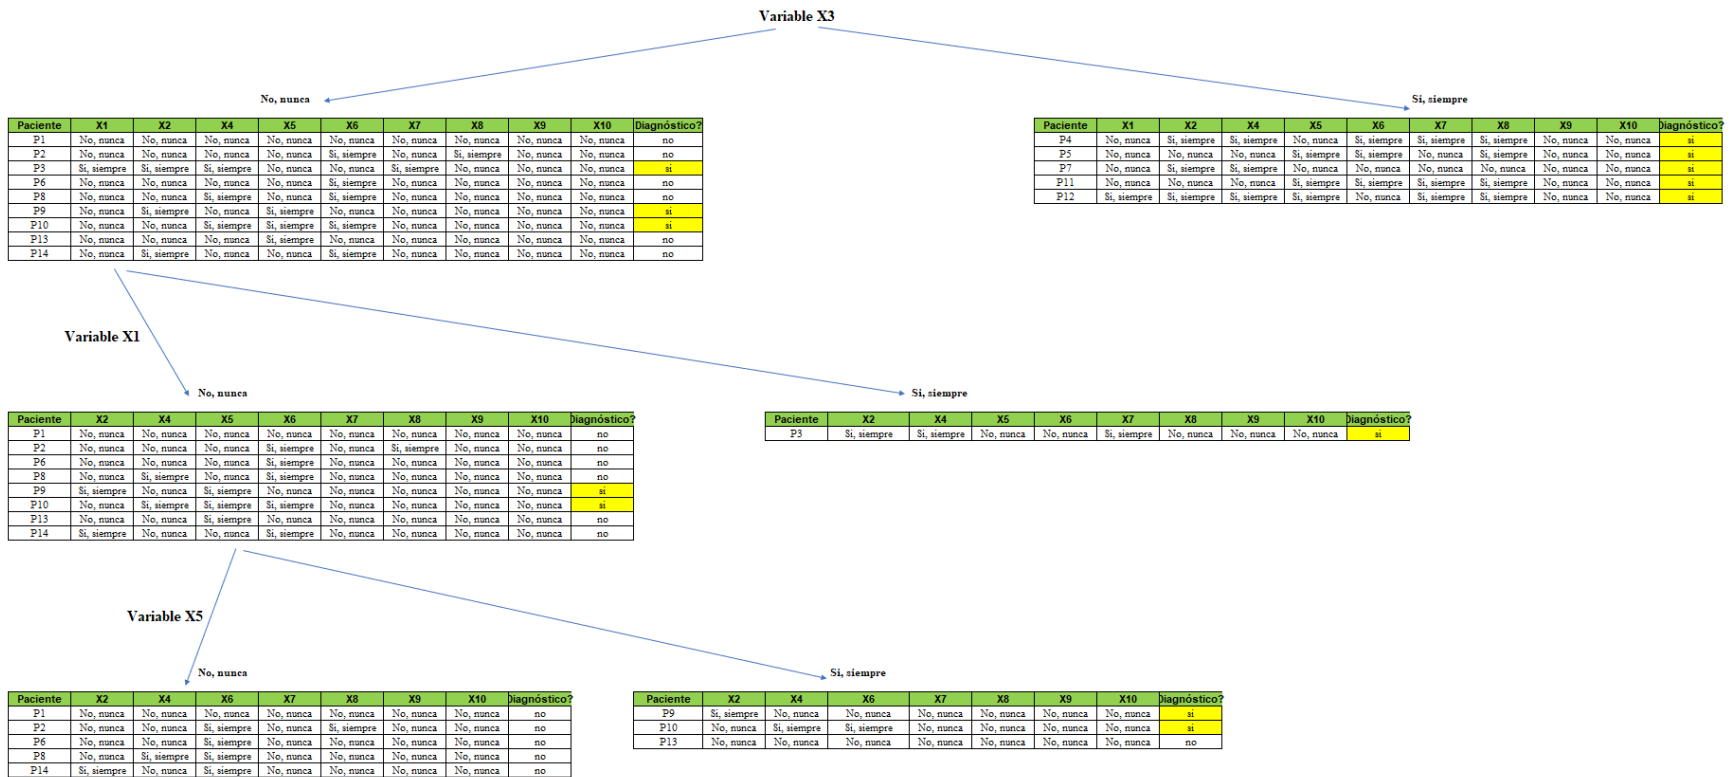 Variable X3
No, nunca
Si, siempre
Paciente X1 X2 X4 X5 X6 X7 X8 X9 X10 Diagnóstico?
P1 No, nunca No, nunca No, nunca No, nunca No, nunca No, nunca No, nunca No, nunca No, nunca no
P2 No, nunca No, nunca No, nunca No, nunca Si, siempre No, nunca Si, siempre No, nunca No, nunca no
P3 Si, siempre Si, siempre Si, siempre No, nunca No, nunca Si, siempre No, nunca No, nunca No, nunca si
P6 No, nunca No, nunca No, nunca No, nunca Si, siempre No, nunca No, nunca No, nunca No, nunca no
P8 No, nunca No, nunca Si, siempre No, nunca Si, siempre No, nunca No, nunca No, nunca No, nunca no
P9 No, nunca Si, siempre No, nunca Si, siempre No, nunca No, nunca No, nunca No, nunca No, nunca si
P10 No, nunca No, nunca Si, siempre Si, siempre Si, siempre No, nunca No, nunca No, nunca No, nunca si
P13 No, nunca No, nunca No, nunca Si, siempre No, nunca No, nunca No, nunca No, nunca No, nunca no
P14 No, nunca Si, siempre No, nunca No, nunca Si, siempre No, nunca No, nunca No, nunca No, nunca no
Paciente X1 X2 X4 X5 X6 X7 X8 X9 X10 Diagnóstico?
P4 No, nunca Si, siempre Si, siempre No, nunca Si, siempre Si, siempre Si, siempre No, nunca No, nunca si
P5 No, nunca No, nunca No, nunca Si, siempre Si, siempre No, nunca Si, siempre No, nunca No, nunca si
P7 No, nunca Si, siempre Si, siempre No, nunca No, nunca No, nunca No, nunca No, nunca No, nunca si
P11 No, nunca No, nunca No, nunca Si, siempre Si, siempre Si, siempre Si, siempre No, nunca No, nunca si
P12 Si, siempre Si, siempre Si, siempre Si, siempre No, nunca Si, siempre Si, siempre No, nunca No, nunca si
Variable X1
No, nunca
Si, siempre
Paciente X2 X4 X5 X6 X7 X8 X9 X10 Diagnóstico?
P1 No, nunca No, nunca No, nunca No, nunca No, nunca No, nunca No, nunca No, nunca no
P2 No, nunca No, nunca No, nunca Si, siempre No, nunca Si, siempre No, nunca No, nunca no
P6 No, nunca No, nunca No, nunca Si, siempre No, nunca No, nunca No, nunca No, nunca no
P8 No, nunca Si, siempre No, nunca Si, siempre No, nunca No, nunca No, nunca No, nunca no
P9 Si, siempre No, nunca Si, siempre No, nunca No, nunca No, nunca No, nunca No, nunca si
P10 No, nunca Si, siempre Si, siempre Si, siempre No, nunca No, nunca No, nunca No, nunca si
P13 No, nunca No, nunca Si, siempre No, nunca No, nunca No, nunca No, nunca No, nunca no
P14 Si, siempre No, nunca No, nunca Si, siempre No, nunca No, nunca No, nunca No, nunca no
Paciente X2 X4 X5 X6 X7 X8 X9 X10 Diagnóstico?
P3 Si, siempre Si, siempre No, nunca No, nunca Si, siempre No, nunca No, nunca No, nunca si
Variable X5
No, nunca
Si, siempre
Paciente X2 X4 X6 X7 X8 X9 X10 Diagnóstico?
P1 No, nunca No, nunca No, nunca No, nunca No, nunca No, nunca No, nunca no
P2 No, nunca No, nunca Si, siempre No, nunca Si, siempre No, nunca No, nunca no
P6 No, nunca No, nunca Si, siempre No, nunca No, nunca No, nunca No, nunca no
P8 No, nunca Si, siempre Si, siempre No, nunca No, nunca No, nunca No, nunca no
P14 Si, siempre No, nunca Si, siempre No, nunca No, nunca No, nunca No, nunca no
Paciente X2 X4 X6 X7 X8 X9 X10 Diagnóstico?
P9 Si, siempre No, nunca No, nunca No, nunca No, nunca No, nunca No, nunca si
P10 No, nunca Si, siempre Si, siempre No, nunca No, nunca No, nunca No, nunca si
P13 No, nunca No, nunca No, nunca No, nunca No, nunca No, nunca No, nunca no